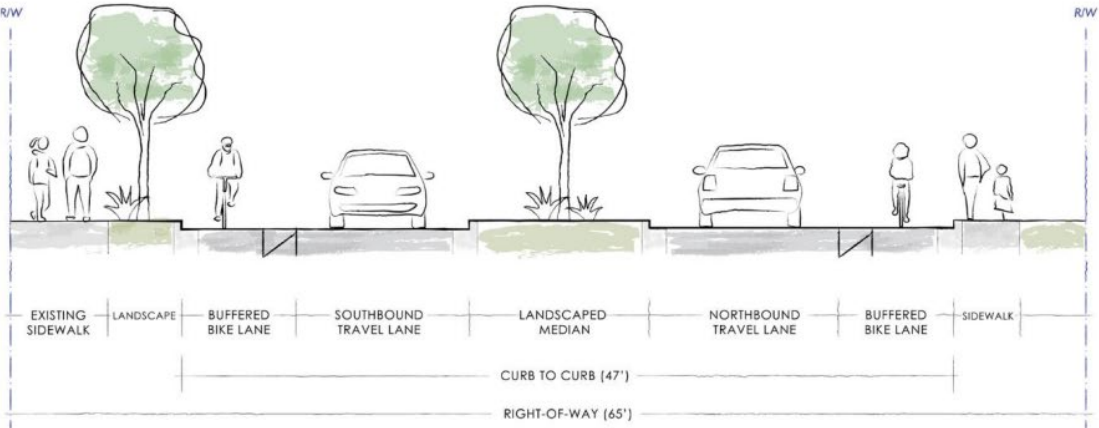 R/W
R/W
EXISTING
SIDEWALK
LANDSCAPE
BUFFERED
BIKE LANE
SOUTHBOUND
TRAVEL LANE
LANDSCAPED
MEDIAN
NORTHBOUND
TRAVEL LANE
BUFFERED
BIKE LANE
SIDEWALK
CURB TO CURB (47')
RIGHT-OF-WAY (65')